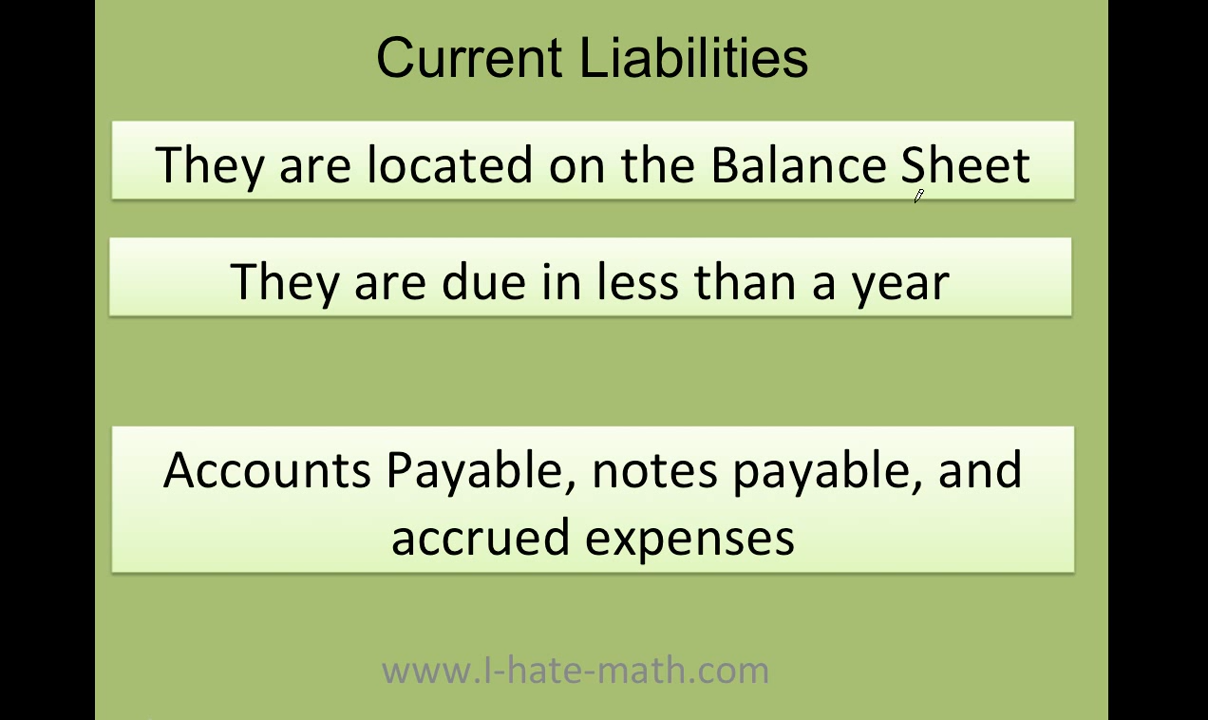 Current Liabilities
They are located on the Balance Sheet
They are due in less than a year
Accounts Payable, notes payable, and
accrued expenses
www.I-hate-math.com